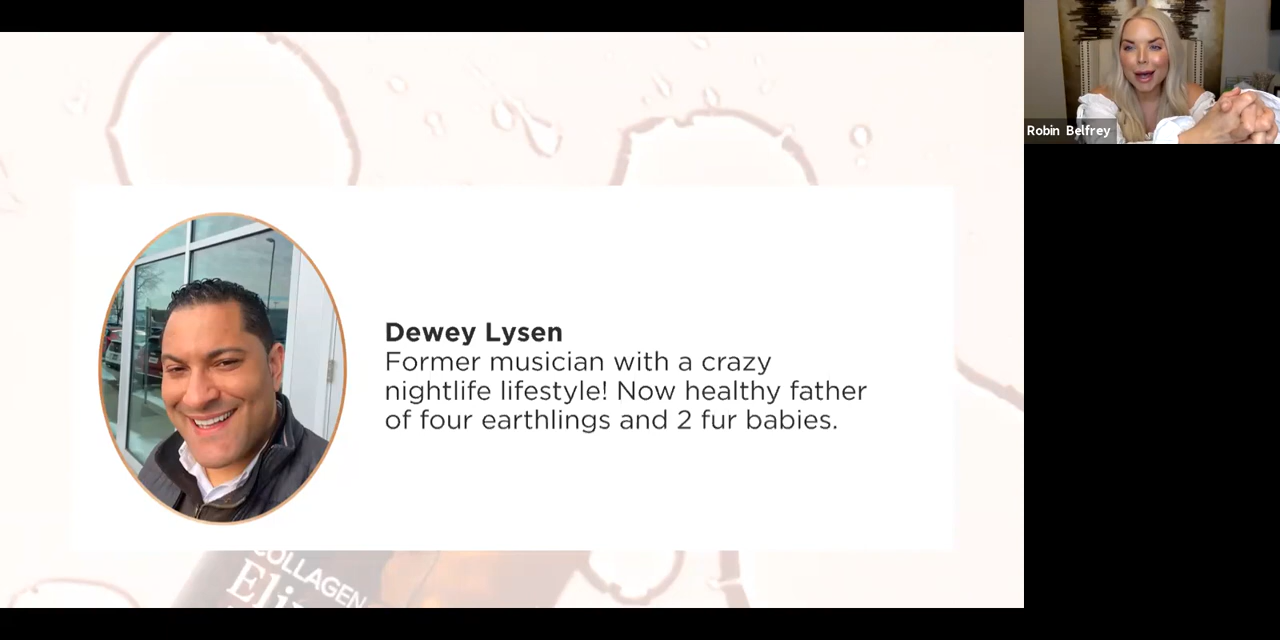 Robin Belfrey
Dewey Lysen
Former musician with a crazy
nightlife lifestyle! Now healthy father
of four earthlings and 2 fur babies.
COLLAGEN